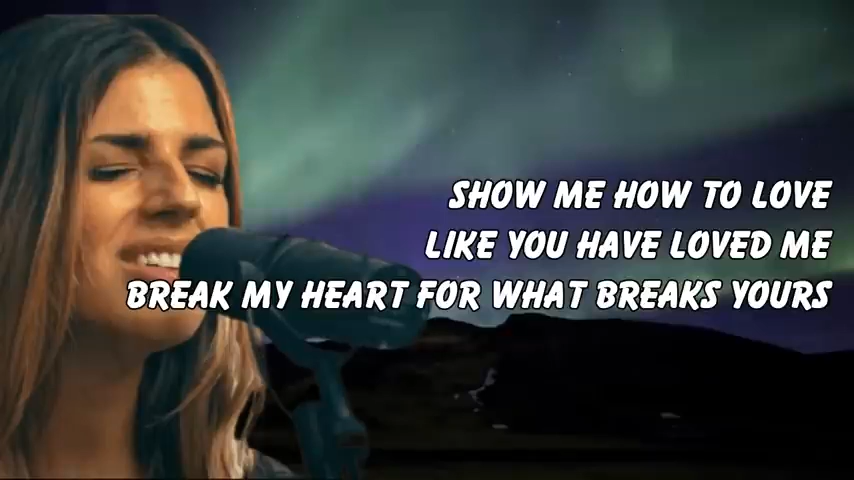 SHOW ME HOW TO LOVE
LIKE YOU HAVE LOVED ME
BREAK MY HEART FOR WHAT BREAKS YOURS